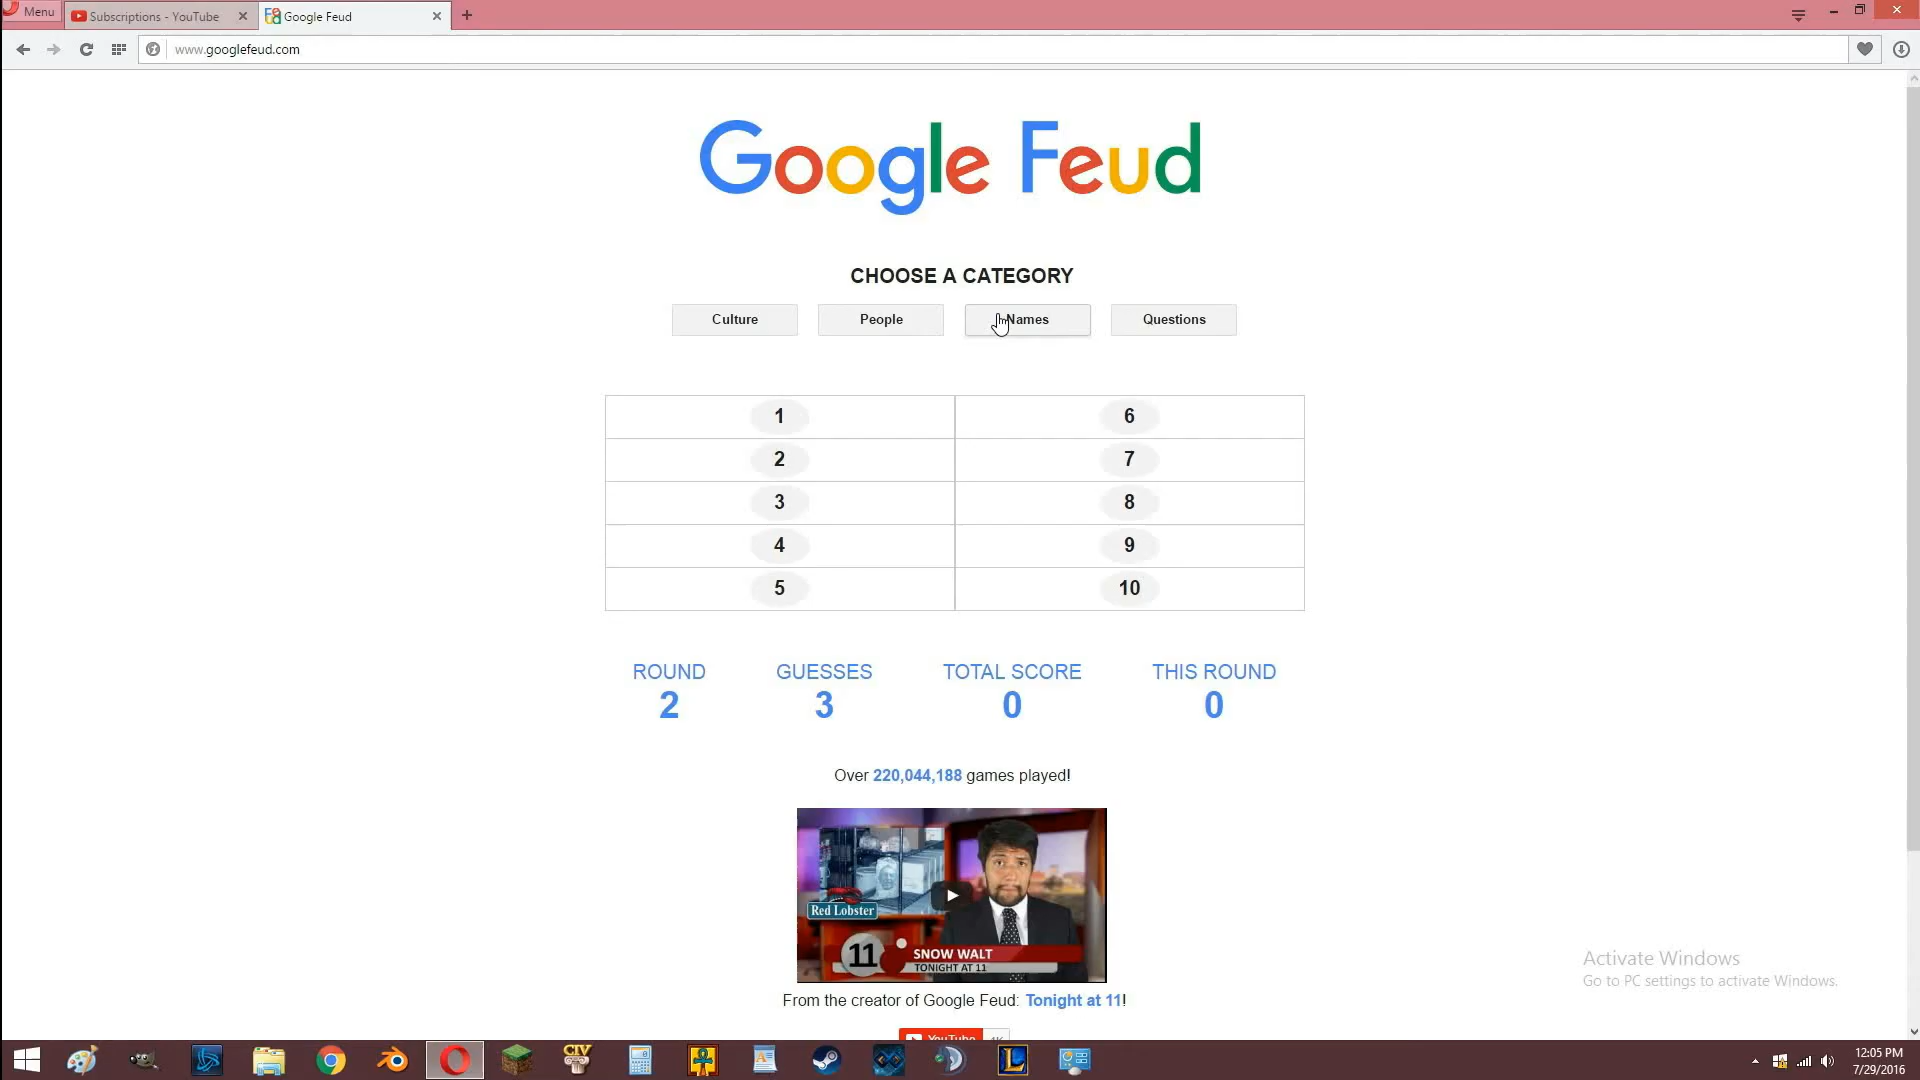 Menu
Subscriptions - YouTube
Google Feud
www.googlefeud.com
Google Feud
CHOOSE A CATEGORY
Culture
People
Names
Questions
1
6
2
7
3
8
4
9
5
10
ROUND
GUESSES
TOTAL SCORE
THIS ROUND
2
3
0
0
Over 220,044,188 games played!
Red Lobster
11
SNOW WALT
TONIGHT AT 11
Activate Windows
Go to PC settings to activate Windows.
From the creator of Google Feud: Tonight at 11!
YouTube
CIV
L
12:05 PM
7/29/2016